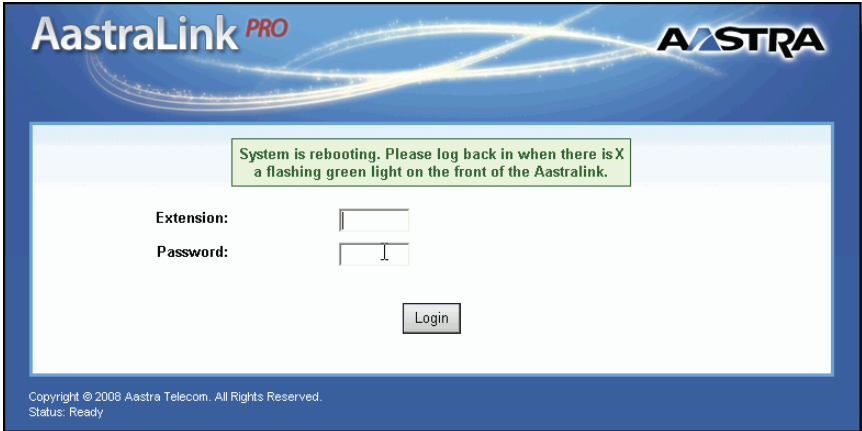 AastraLink PRO
AASTRA
System is rebooting. Please log back in when there is X
a flashing green light on the front of the Aastralink.
Extension:
Password:
Login
Copyright © 2008 Aastra Telecom. All Rights Reserved.
Status: Ready